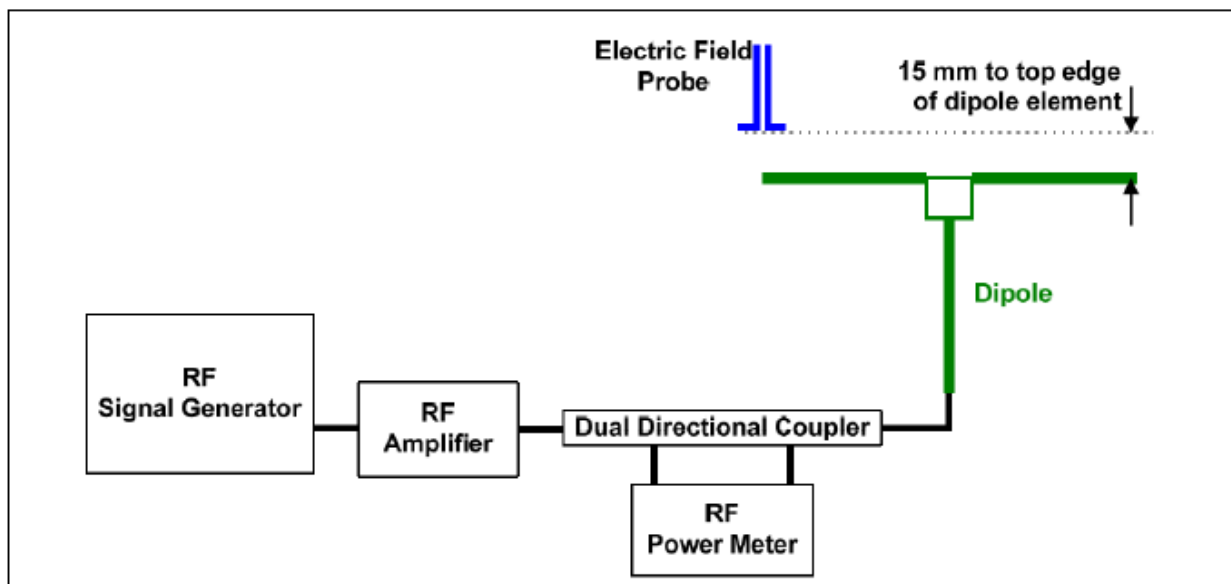 Electric Field
Probe
15 mm to top edge
of dipole element
Dipole
RF
Signal Generator
RF
Amplifier
Dual Directional Coupler
RF
Power Meter